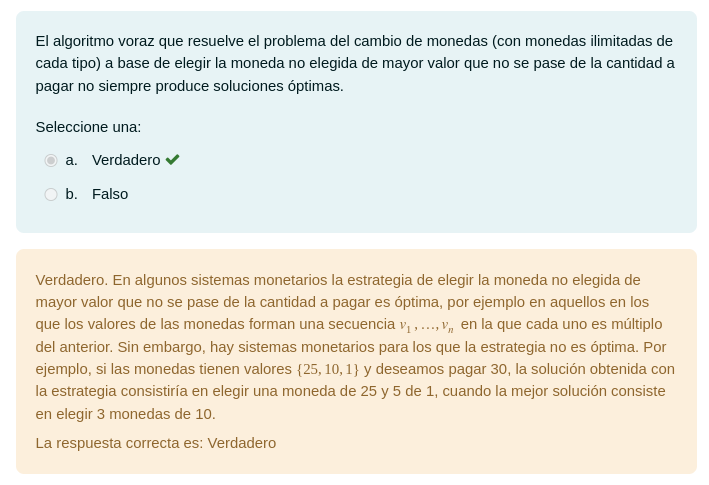 El algoritmo voraz que resuelve el problema del cambio de monedas (con monedas ilimitadas de
cada tipo) a base de elegir la moneda no elegida de mayor valor que no se pase de la cantidad a
pagar no siempre produce soluciones óptimas.
Seleccione una:
a. Verdadero
b. Falso
Verdadero. En algunos sistemas monetarios la estrategia de elegir la moneda no elegida de
mayor valor que no se pase de la cantidad a pagar es óptima, por ejemplo en aquellos en los
que los valores de las monedas forman una secuencia v₁,…,vₙ en la que cada uno es múltiplo
del anterior. Sin embargo, hay sistemas monetarios para los que la estrategia no es óptima. Por
ejemplo, si las monedas tienen valores {25, 10, 1} y deseamos pagar 30, la solución obtenida con
la estrategia consistiría en elegir una moneda de 25 y 5 de 1, cuando la mejor solución consiste
en elegir 3 monedas de 10.
La respuesta correcta es: Verdadero